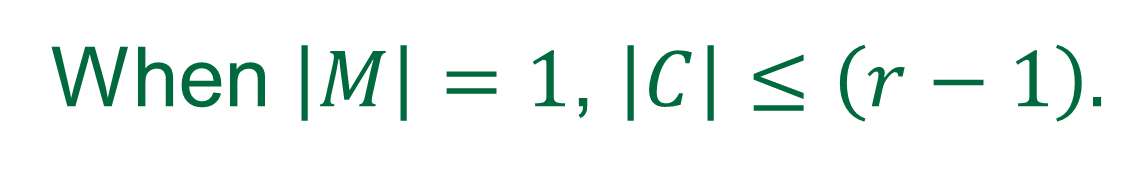 When |M| = 1, |C| ≤ (r − 1).